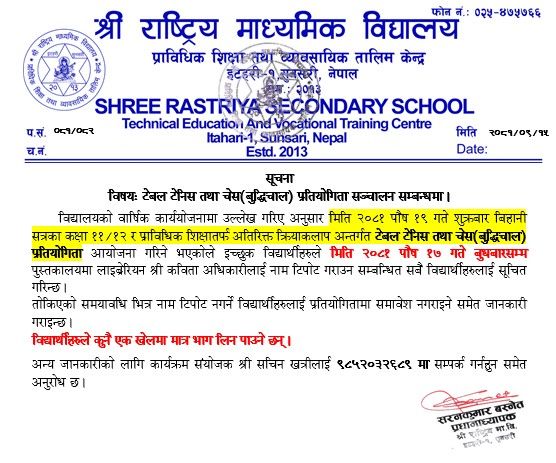 फोन नं.: ०२५-४७५७६६
श्री राष्ट्रिय माध्यमिक विद्यालय
प्राविधिक शिक्षा तथा व्यावसायिक तालिम केन्द्र
इटहरी-१ सुनसरी, नेपाल
स्था.: २०१३
SHREE RASTRIYA SECONDARY SCHOOL
Technical Education And Vocational Training Centre
Itahari-1, Sunsari, Nepal
Estd. 2013
प.सं. ०८१/०८२
च.नं.
मिति २०८१/०९/१५
Date:
सूचना
विषयः टेबल टेनिस तथा चेस(बुद्धिचाल) प्रतियोगिता सञ्चालन सम्बन्धमा।
विद्यालयको वार्षिक कार्ययोजनामा उल्लेख गरिए अनुसार मिति २०८१ पौष १९ गते शुक्रबार बिहानी
सत्रका कक्षा ११/१२ र प्राविधिक शिक्षातर्फ अतिरिक्त क्रियाकलाप अन्तर्गत टेबल टेनिस तथा चेस(बुद्धिचाल)
प्रतियोगिता आयोजना गरिने भएकोले इच्छुक विद्यार्थीहरुले मिति २०८१ पौष १७ गते बुधबारसम्म
पुस्तकालयमा लाइब्रेरियन श्री कविता अधिकारीलाई नाम टिपोट गराउन सम्बन्धित सबै विद्यार्थीहरुलाई सूचित
गरिन्छ।
तोकिएको समयावधि भित्र नाम टिपोट नगर्ने विद्यार्थीहरुलाई प्रतियोगितामा समावेश नगराइने समेत जानकारी
गराइन्छ।
विद्यार्थीहरुले कुनै एक खेलमा मात्र भाग लिन पाउने छन्।
अन्य जानकारीको लागि कार्यक्रम संयोजक श्री सचिन खत्रीलाई ९८५२०३२६८९ मा सम्पर्क गर्नहुन समेत
अनुरोध छ।
सरनकुमार बस्नेत
प्रधानाध्यापक
श्री राष्ट्रिय मा.वि.
इटहरी-१, सुनसरी